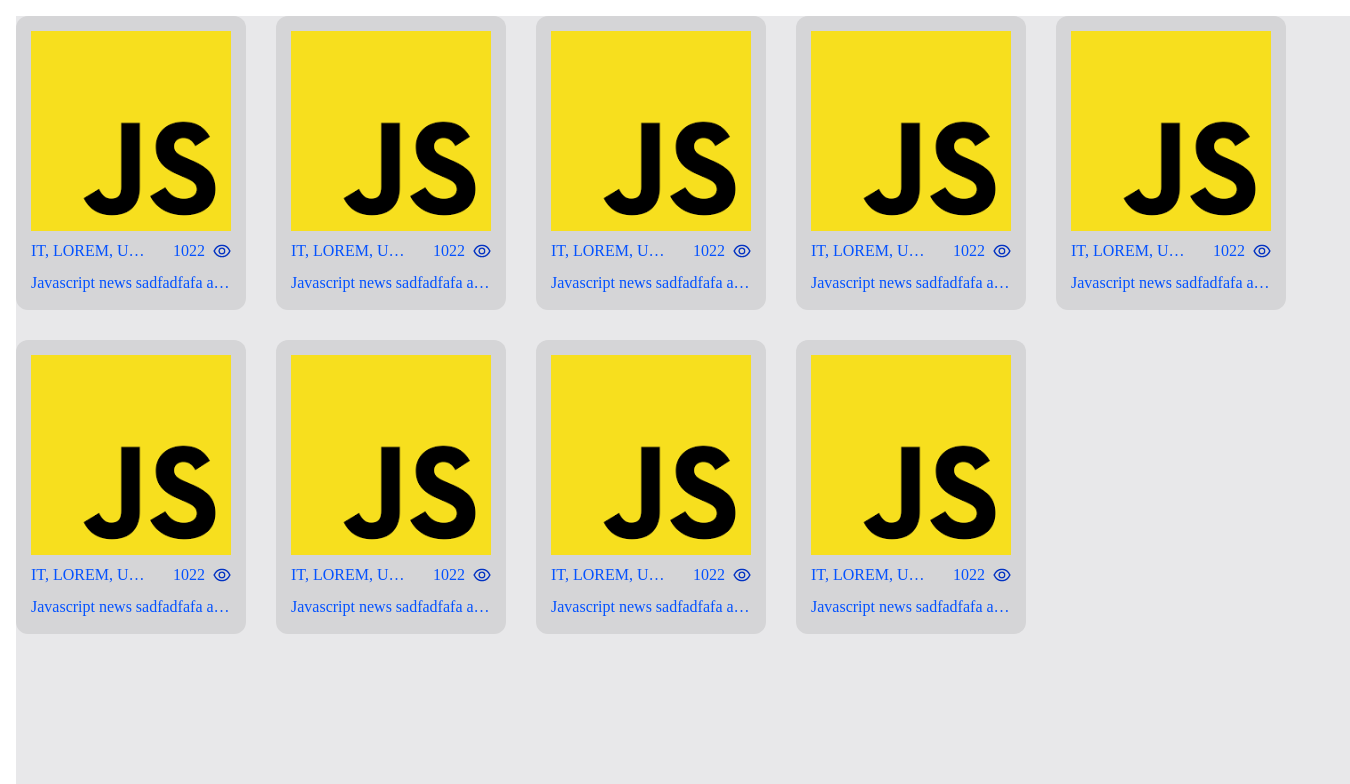 JS JS JS JS JS
IT, LOREM, U… 1022 IT, LOREM, U… 1022 IT, LOREM, U… 1022 IT, LOREM, U… 1022 IT, LOREM, U… 1022
Javascript news sadfadfafa a… Javascript news sadfadfafa a… Javascript news sadfadfafa a… Javascript news sadfadfafa a… Javascript news sadfadfafa a…
JS JS JS JS
IT, LOREM, U… 1022 IT, LOREM, U… 1022 IT, LOREM, U… 1022 IT, LOREM, U… 1022
Javascript news sadfadfafa a… Javascript news sadfadfafa a… Javascript news sadfadfafa a… Javascript news sadfadfafa a…